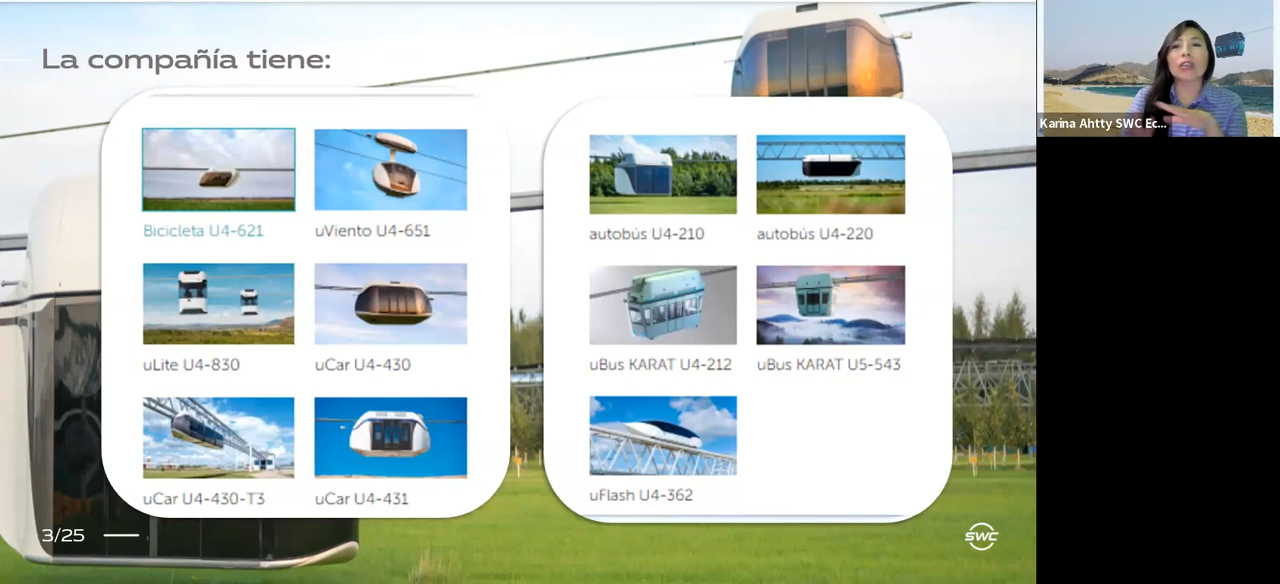 La compañía tiene:
Bicicleta U4-621
uViento U4-651
uLite U4-830
uCar U4-430
uCar U4-430-T3
uCar U4-431
autobús U4-210
autobús U4-220
uBus KARAT U4-212
uBus KARAT U5-543
uFlash U4-362
3/25
SWC
Karina Ahtty SWC Ec...